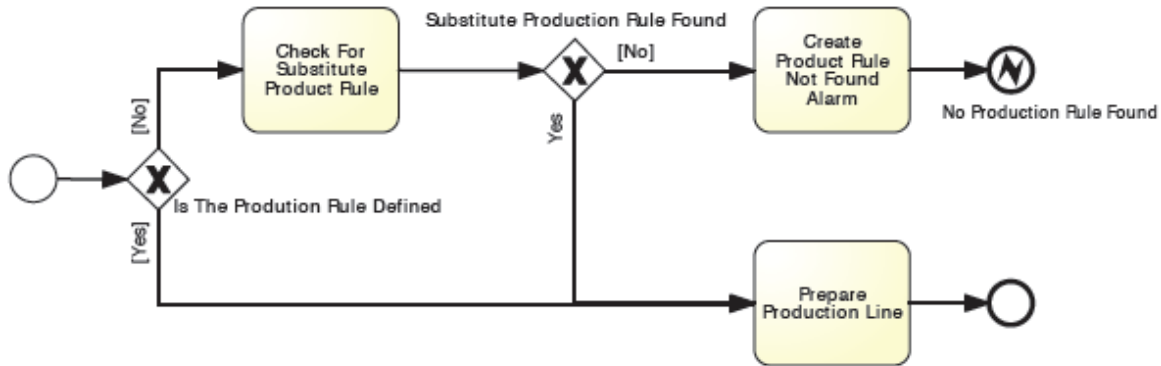 Substitute Production Rule Found
Check For
Substitute
Product Rule
[No]
Create
Product Rule
Not Found
Alarm
No Production Rule Found
[No]
Yes
Is The Prodution Rule Defined
[Yes]
Prepare
Production Line